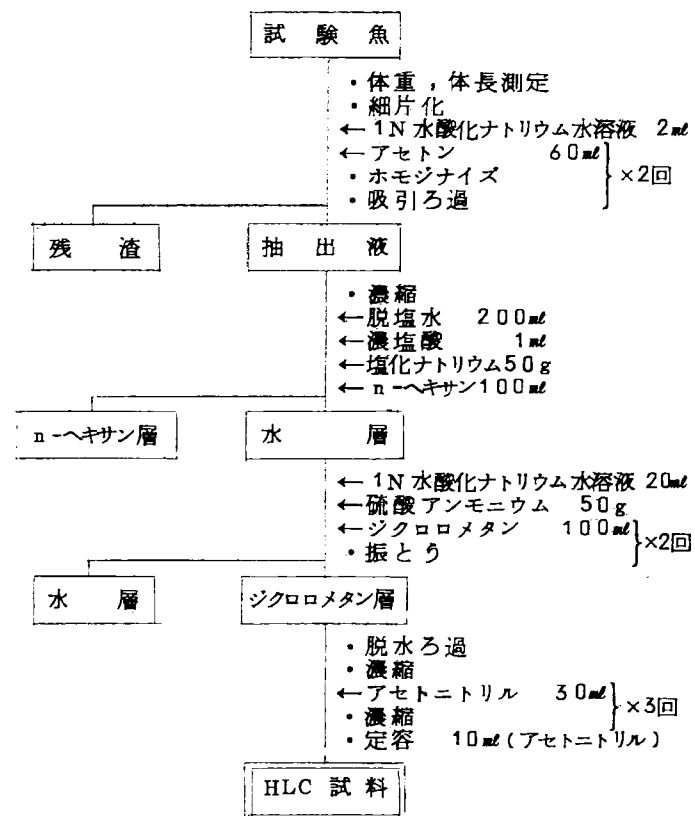 試験魚
・体重，体長測定
・細片化
← 1N 水酸化ナトリウム水溶液 2ml
← アセトン 60ml
・ホモジナイズ
・吸引ろ過
×2回
残渣 抽出液
・濃縮
← 脱塩水 200ml
← 濃塩酸 1ml
← 塩化ナトリウム50g
← n-ヘキサン100ml
n-ヘキサン層 水層
← 1N 水酸化ナトリウム水溶液 20ml
← 硫酸アンモニウム 50g
← ジクロロメタン 100ml
・振とう
×2回
水層 ジクロロメタン層
・脱水ろ過
・濃縮
← アセトニトリル 30ml
・濃縮
×3回
・定容 10ml(アセトニトリル)
HLC 試料